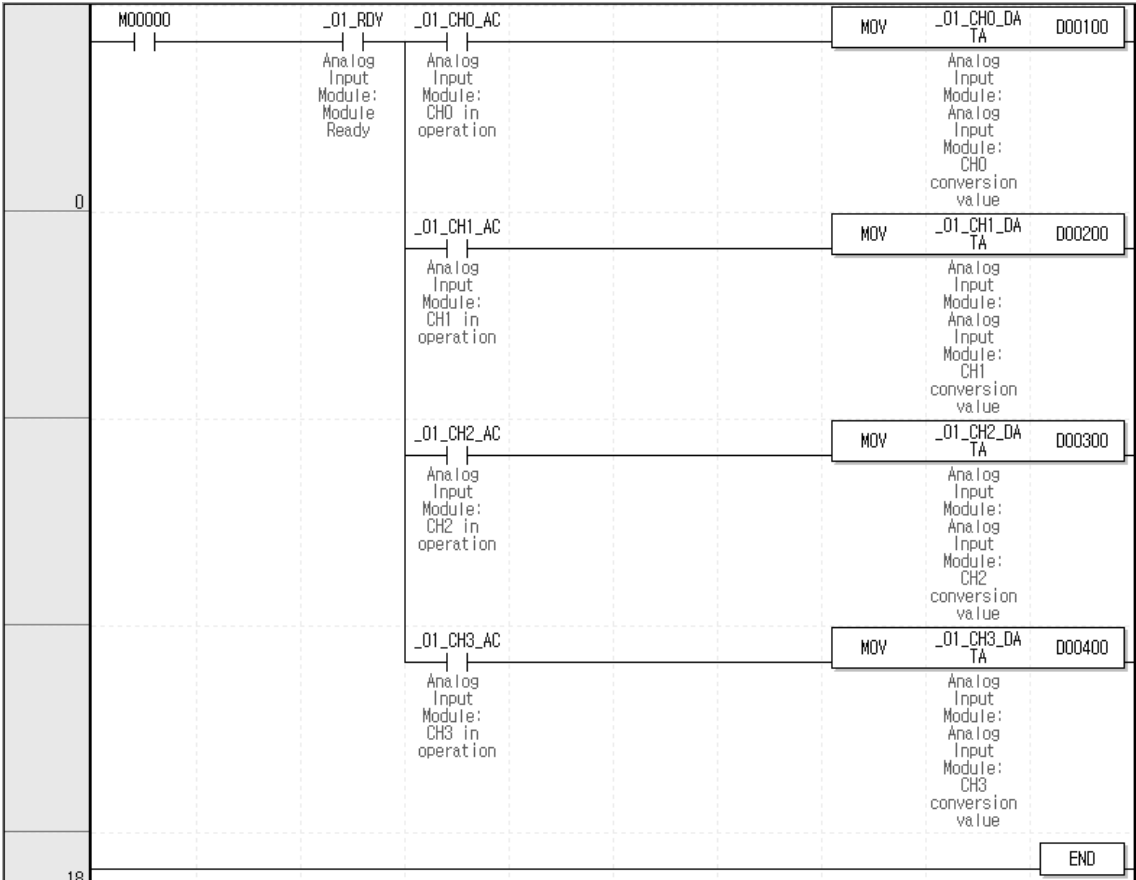 M00000 _01_RDY _01_CH0_AC MOV _01_CH0_DA D00100
TA
Analog Analog Analog
Input Input Input
Module: Module: Module:
Module CH0 in Analog
Ready operation Input
Module:
CH0
conversion
0 value
_01_CH1_AC MOV _01_CH1_DA D00200
TA
Analog Analog
Input Input
Module: Module:
CH1 in Analog
operation Input
Module:
CH1
conversion
value
_01_CH2_AC MOV _01_CH2_DA D00300
TA
Analog Analog
Input Input
Module: Module:
CH2 in Analog
operation Input
Module:
CH2
conversion
value
_01_CH3_AC MOV _01_CH3_DA D00400
TA
Analog Analog
Input Input
Module: Module:
CH3 in Analog
operation Input
Module:
CH3
conversion
value
END
18